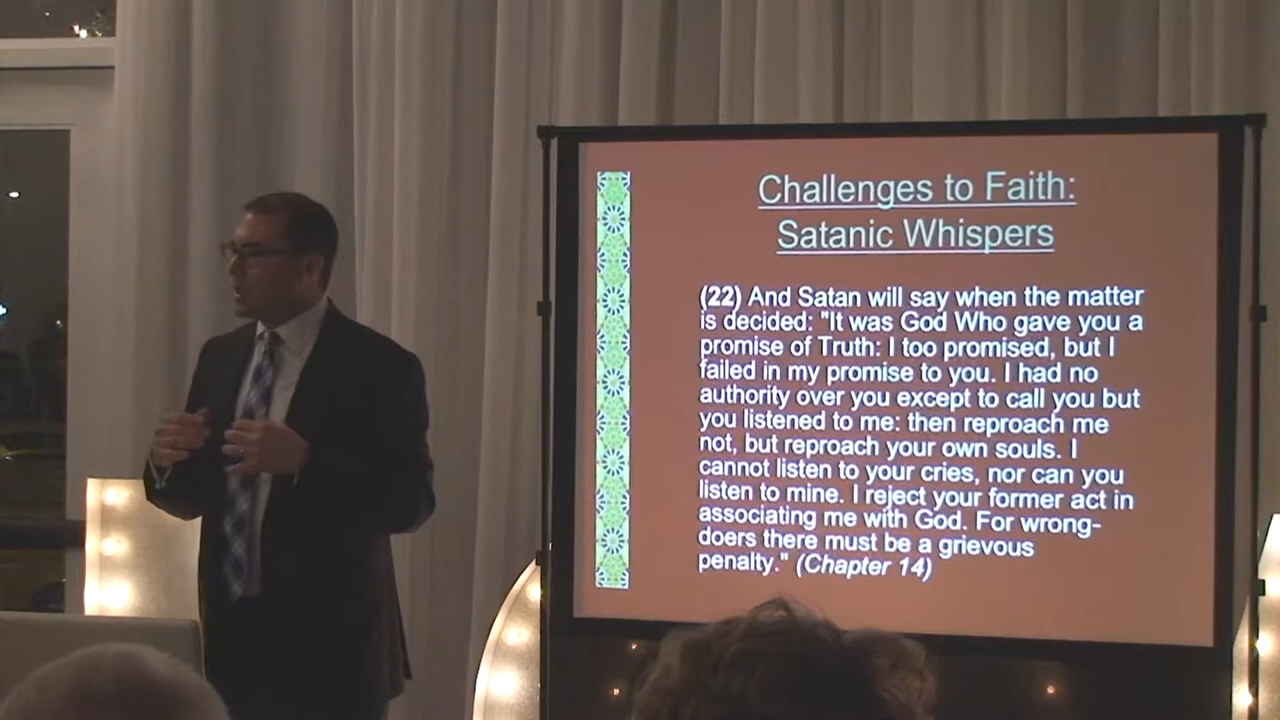 Challenges to Faith:
Satanic Whispers
(22) And Satan will say when the matter
is decided: "It was God Who gave you a
promise of Truth: I too promised, but I
failed in my promise to you. I had no
authority over you except to call you but
you listened to me: then reproach me
not, but reproach your own souls. I
cannot listen to your cries, nor can you
listen to mine. I reject your former act in
associating me with God. For wrong-
doers there must be a grievous
penalty." (Chapter 14)